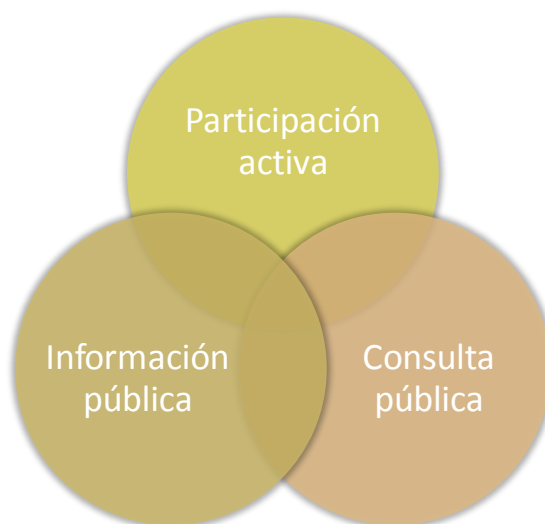 Participación
activa
Información
pública
Consulta
pública